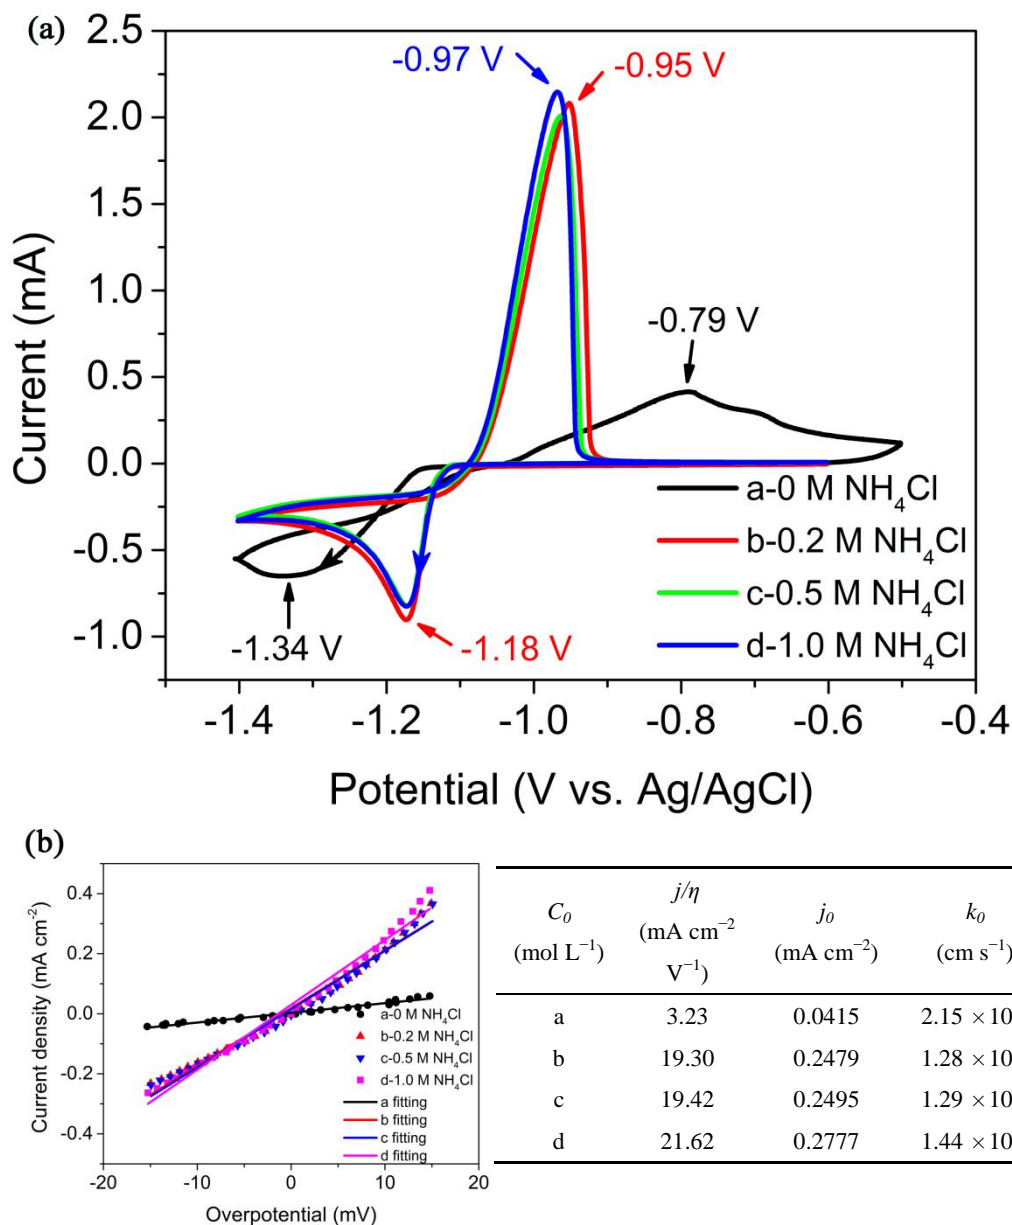 (a)
2.5
2.0
1.5
1.0
0.5
0.0
-0.5
-1.0
Current (mA)
-0.97 V
-0.95 V
-0.79 V
-1.34 V
-1.18 V
a-0 M NH₄Cl
b-0.2 M NH₄Cl
c-0.5 M NH₄Cl
d-1.0 M NH₄Cl
-1.4 -1.2 -1.0 -0.8 -0.6 -0.4
Potential (V vs. Ag/AgCl)
(b)
0.4
0.2
0.0
-0.2
-0.4
Current density (mA cm⁻²)
a-0 M NH₄Cl
b-0.2 M NH₄Cl
c-0.5 M NH₄Cl
d-1.0 M NH₄Cl
a fitting
b fitting
c fitting
d fitting
-20 -10 0 10 20
Overpotential (mV)
C₀ j/η j₀ k₀
(mol L⁻¹) (mA cm⁻² V⁻¹) (mA cm⁻²) (cm s⁻¹)
a 3.23 0.0415 2.15 × 10
b 19.30 0.2479 1.28 × 10
c 19.42 0.2495 1.29 × 10
d 21.62 0.2777 1.44 × 10